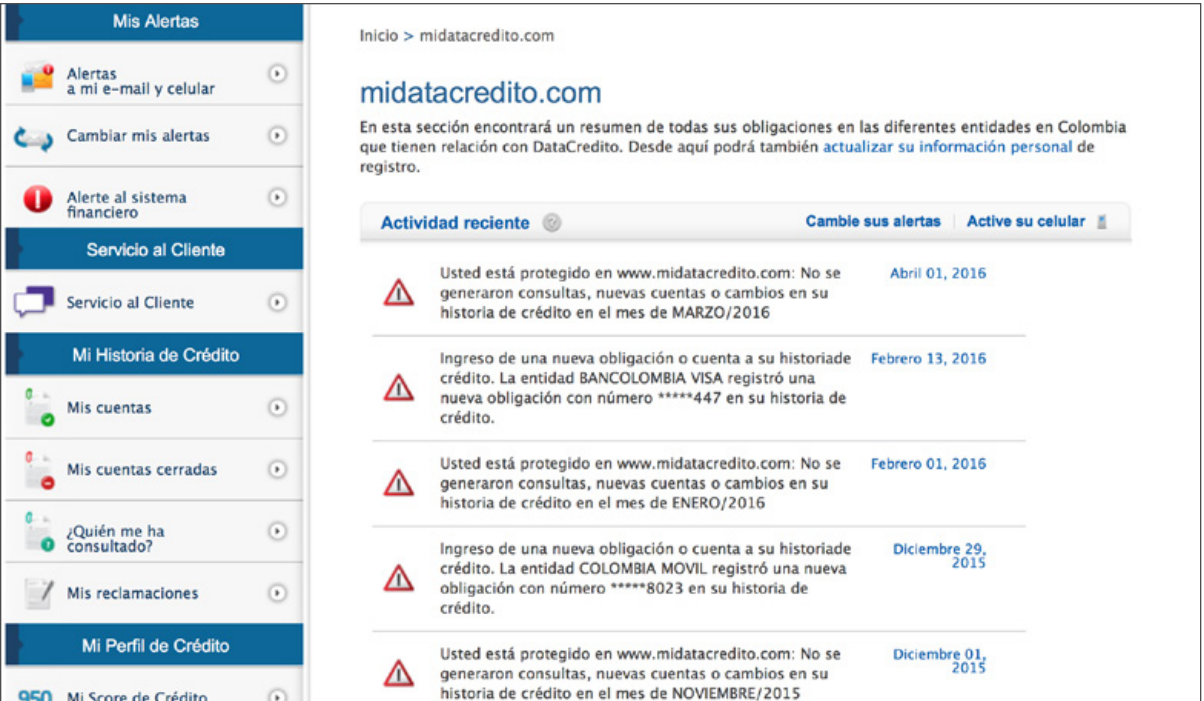 Mis Alertas
Alertas
a mi e-mail y celular
Cambiar mis alertas
Alerte al sistema
financiero
Servicio al Cliente
Servicio al Cliente
Mi Historia de Crédito
Mis cuentas
Mis cuentas cerradas
¿Quién me ha
consultado?
Mis reclamaciones
Mi Perfil de Crédito
950 Mi Score de Crédito
Inicio > midatacredito.com
midatacredito.com
En esta sección encontrará un resumen de todas sus obligaciones en las diferentes entidades en Colombia
que tienen relación con DataCredito. Desde aquí podrá también actualizar su información personal de
registro.
Actividad reciente
Cambie sus alertas
Active su celular
Usted está protegido en www.midatacredito.com: No se
generaron consultas, nuevas cuentas o cambios en su
historia de crédito en el mes de MARZO/2016
Abril 01, 2016
Ingreso de una nueva obligación o cuenta a su historiade
crédito. La entidad BANCOLOMBIA VISA registró una
nueva obligación con número *****447 en su historia de
crédito.
Febrero 13, 2016
Usted está protegido en www.midatacredito.com: No se
generaron consultas, nuevas cuentas o cambios en su
historia de crédito en el mes de ENERO/2016
Febrero 01, 2016
Ingreso de una nueva obligación o cuenta a su historiade
crédito. La entidad COLOMBIA MOVIL registró una nueva
obligación con número *****8023 en su historia de
crédito.
Diciembre 29,
2015
Usted está protegido en www.midatacredito.com: No se
generaron consultas, nuevas cuentas o cambios en su
historia de crédito en el mes de NOVIEMBRE/2015
Diciembre 01,
2015